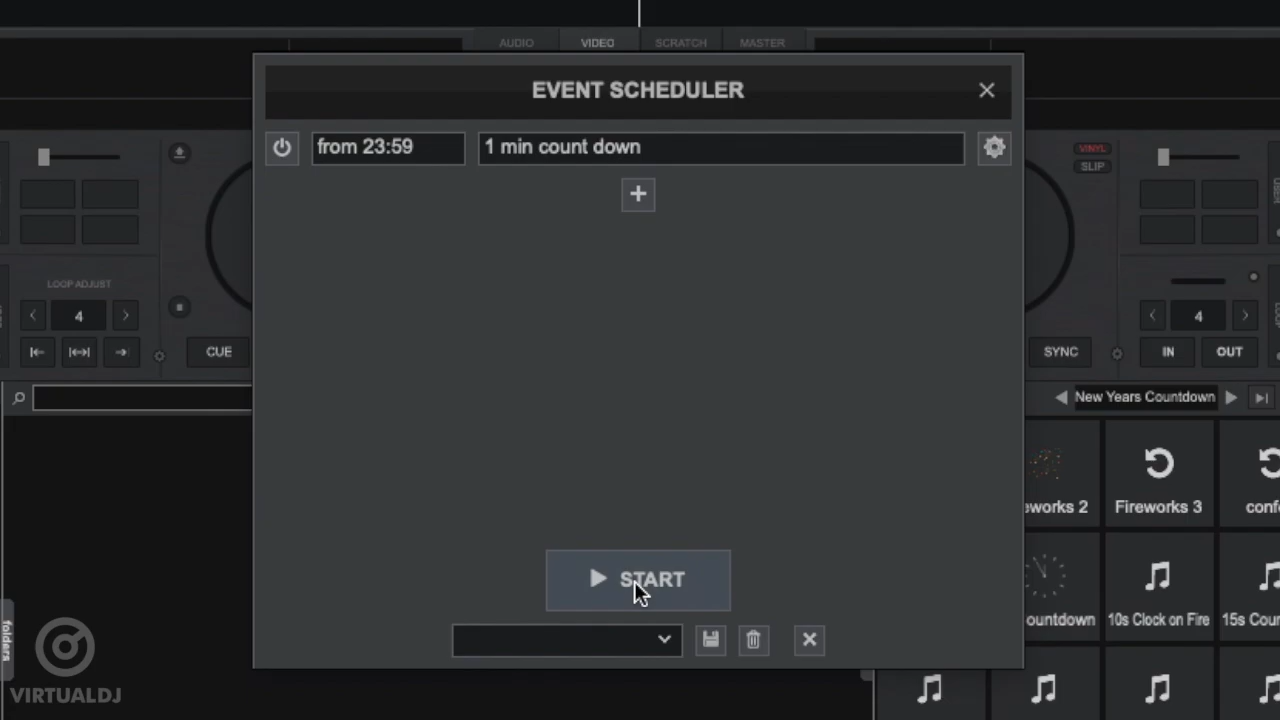 AUDIO VIDEO SCRATCH MASTER
EVENT SCHEDULER
from 23:59 1 min count down
VINYL
SLIP
LOOP ADJUST
4
4
CUE
SYNC
IN OUT
New Years Countdown
eworks 2 Fireworks 3 conf
START
ountdown 10s Clock on Fire 15s Cour
folders
VIRTUALDJ